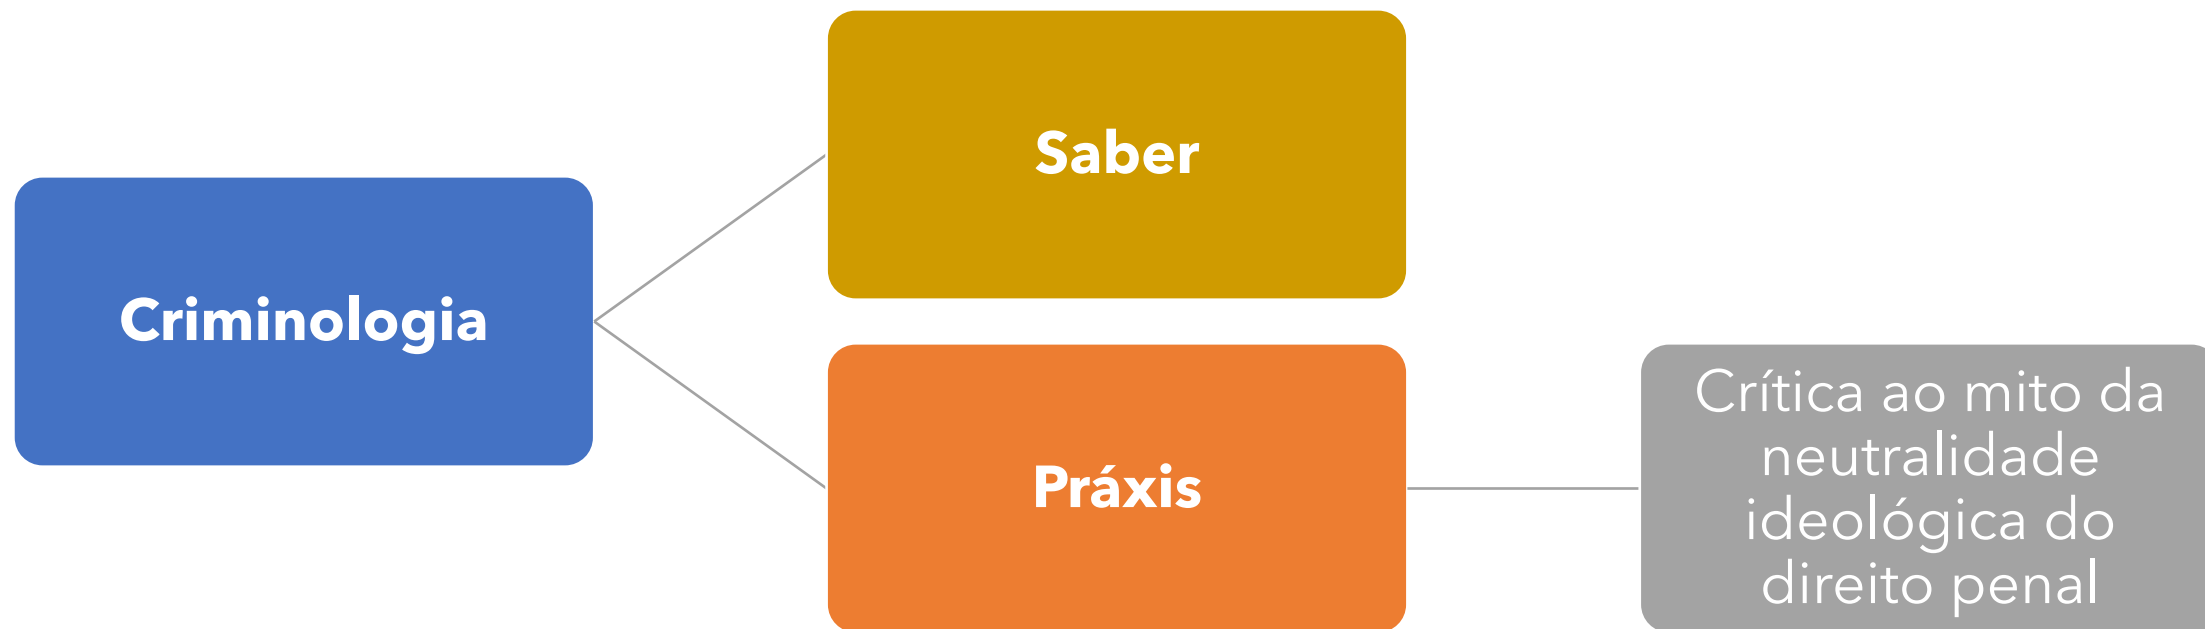 Criminologia
Saber
Práxis
Crítica ao mito da
neutralidade
ideológica do
direito penal